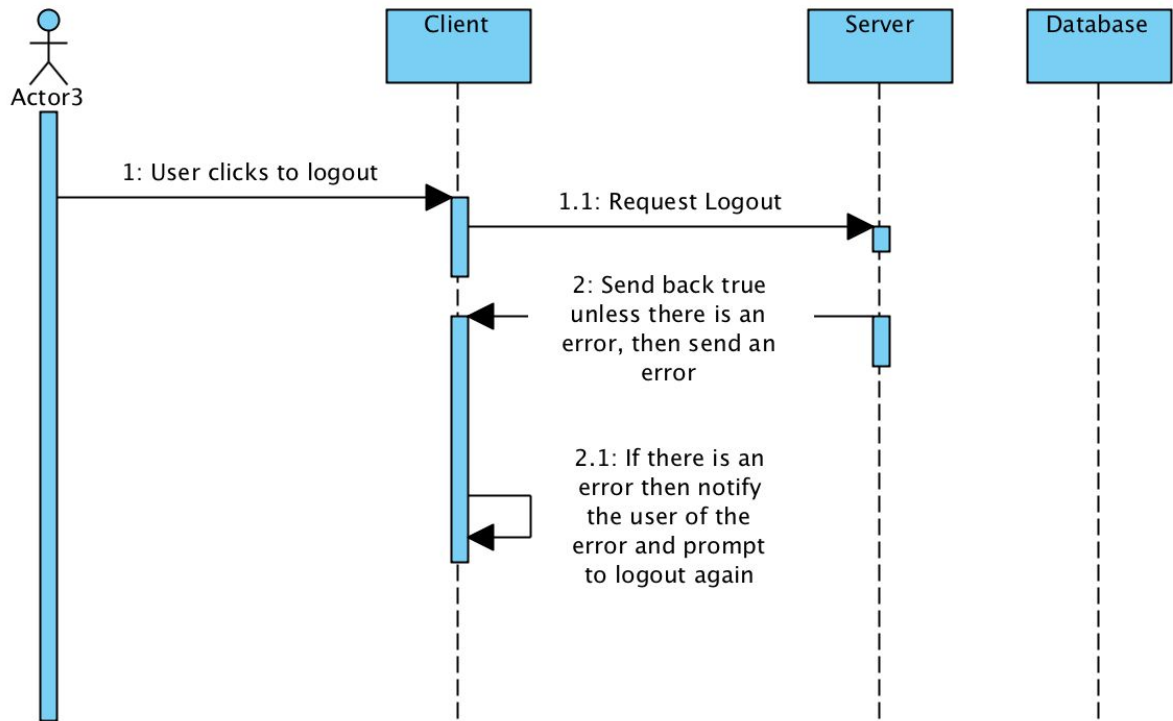 Client
Server
Database
Actor3
1: User clicks to logout
1.1: Request Logout
2: Send back true
unless there is an
error, then send an
error
2.1: If there is an
error then notify
the user of the
error and prompt
to logout again